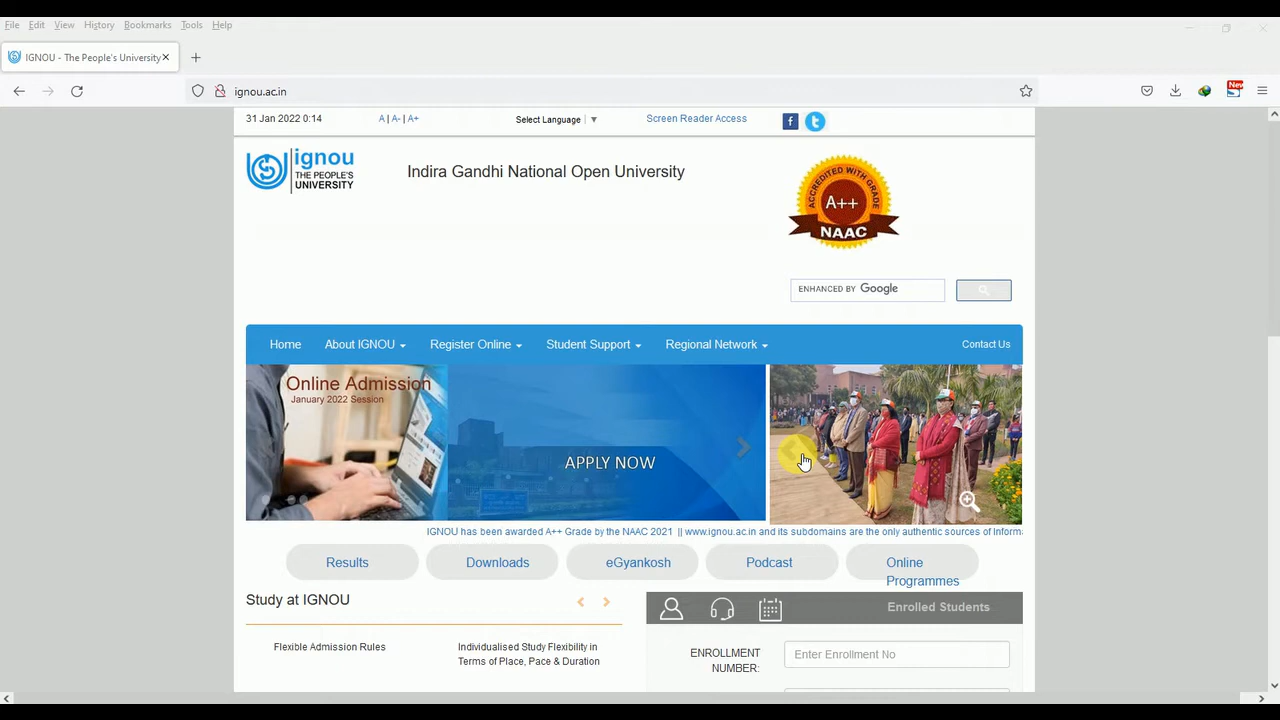 File Edit View History Bookmarks Tools Help
IGNOU - The People's University
ignou.ac.in
New
31 Jan 2022 0:14 A | A- | A+ Select Language ▼ Screen Reader Access
ignou
THE PEOPLE'S
UNIVERSITY
Indira Gandhi National Open University
ACCREDITED WITH GRADE
A++
NAAC
ENHANCED BY Google
Home About IGNOU Register Online Student Support Regional Network Contact Us
Online Admission
January 2022 Session
APPLY NOW
IGNOU has been awarded A++ Grade by the NAAC 2021 || www.ignou.ac.in and its subdomains are the only authentic sources of Inform
Results Downloads eGyankosh Podcast Online
Programmes
Study at IGNOU
Enrolled Students
Flexible Admission Rules
Individualised Study Flexibility in
Terms of Place, Pace & Duration
ENROLLMENT
NUMBER:
Enter Enrollment No